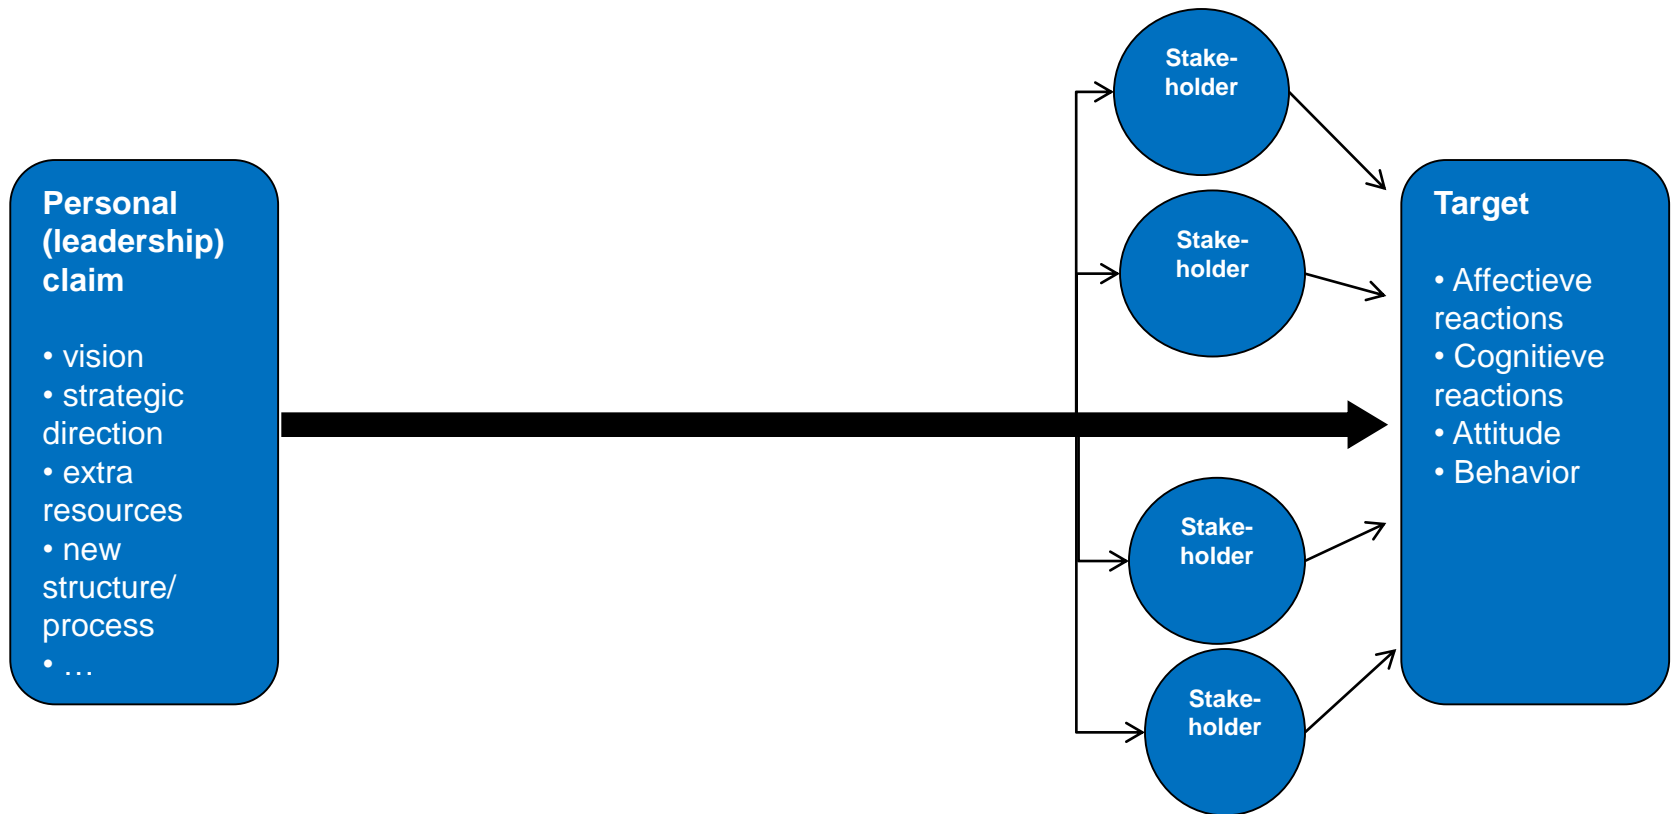 Personal
(leadership)
claim
• vision
• strategic
direction
• extra
resources
• new
structure/
process
• …
Stake-
holder
Stake-
holder
Stake-
holder
Stake-
holder
Target
• Affectieve
reactions
• Cognitieve
reactions
• Attitude
• Behavior